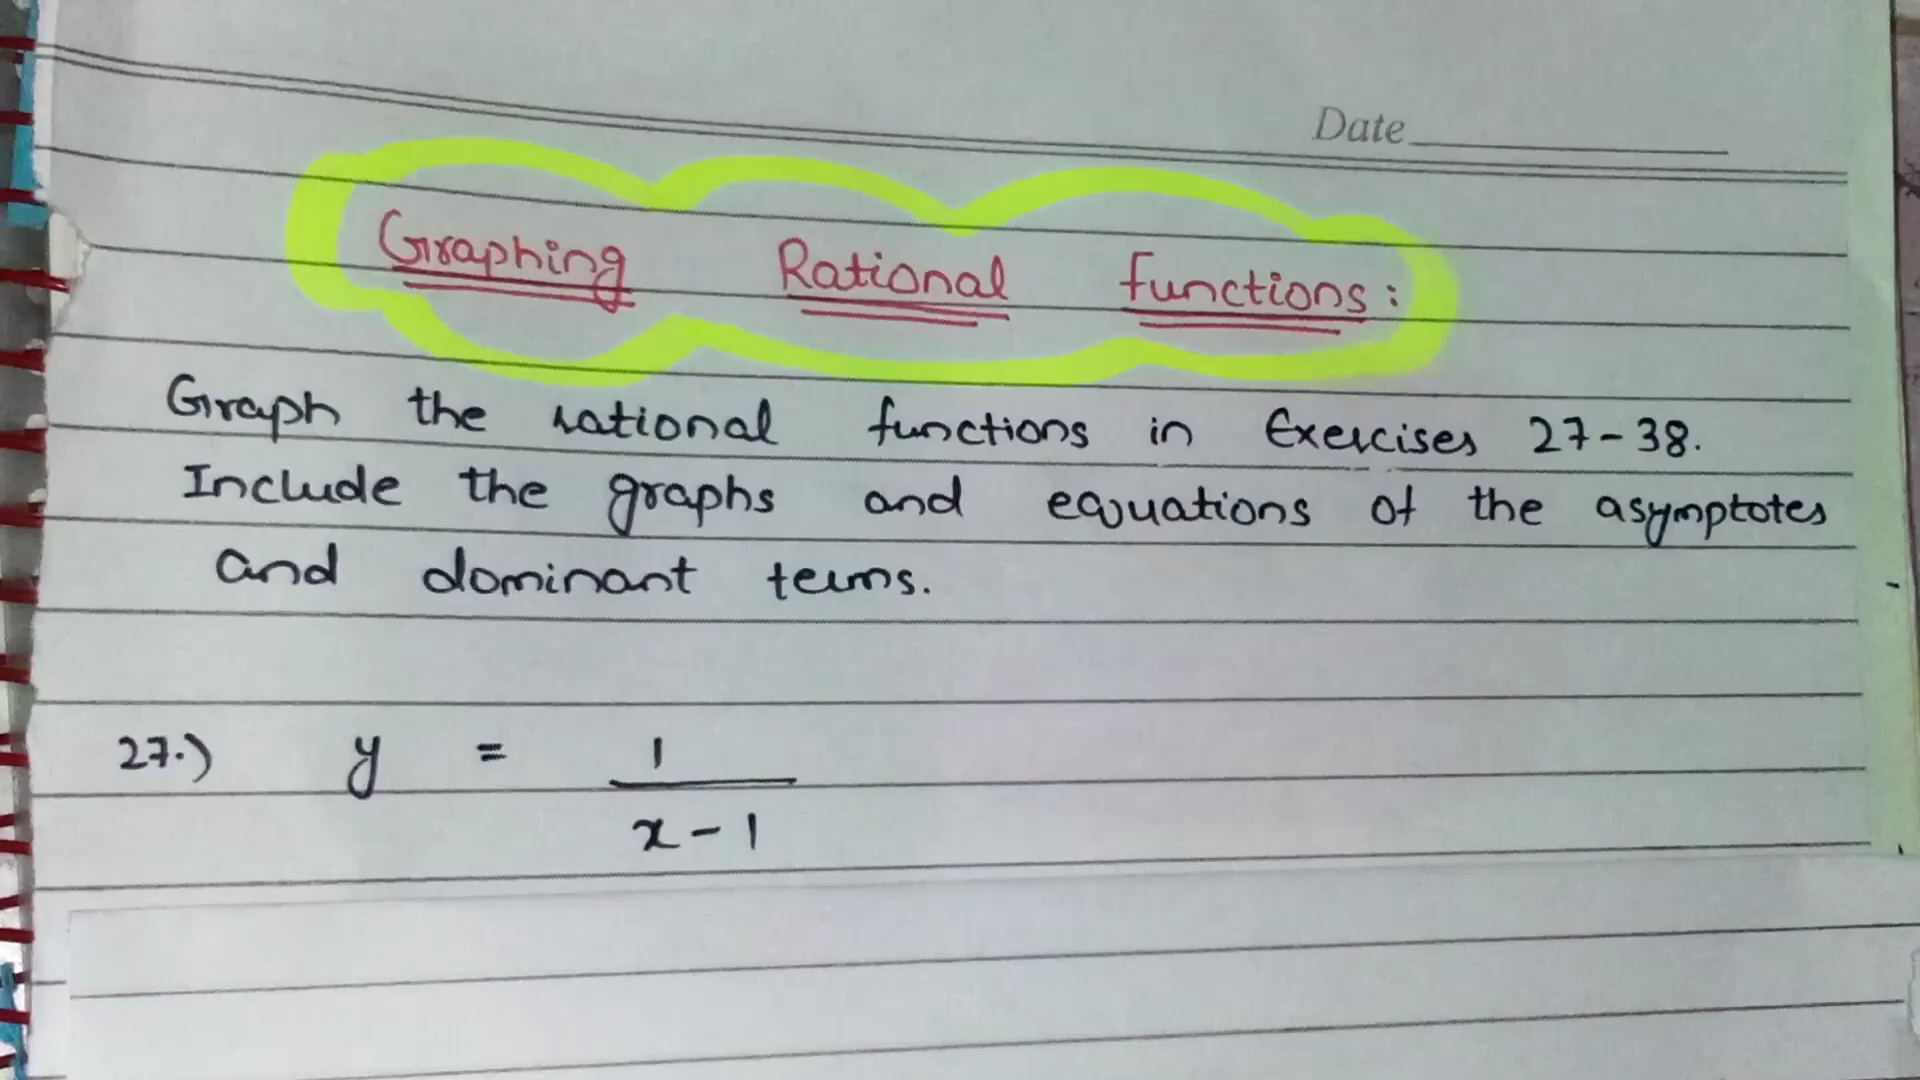 Date
Graphing Rational functions:
Graph the rational functions in Exercises 27-38.
Include the graphs and equations of the asymptotes
and dominant terms.
27.) y = 1
x - 1